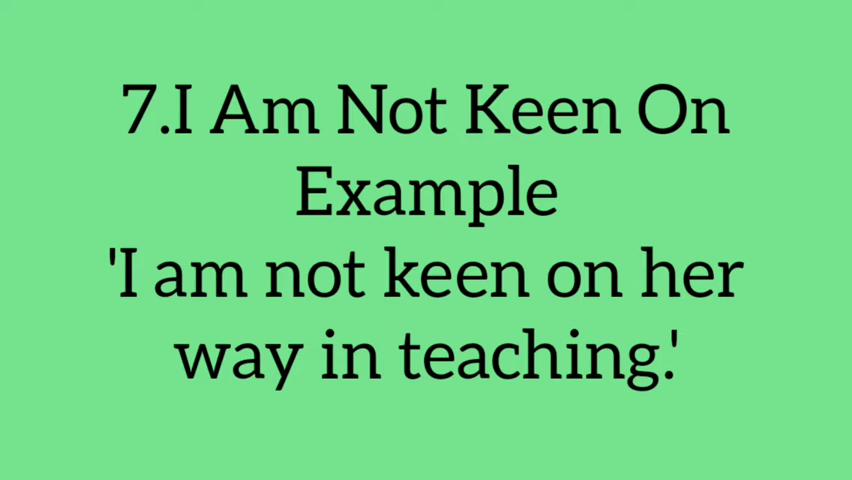 7.I Am Not Keen On
Example
'I am not keen on her
way in teaching.'